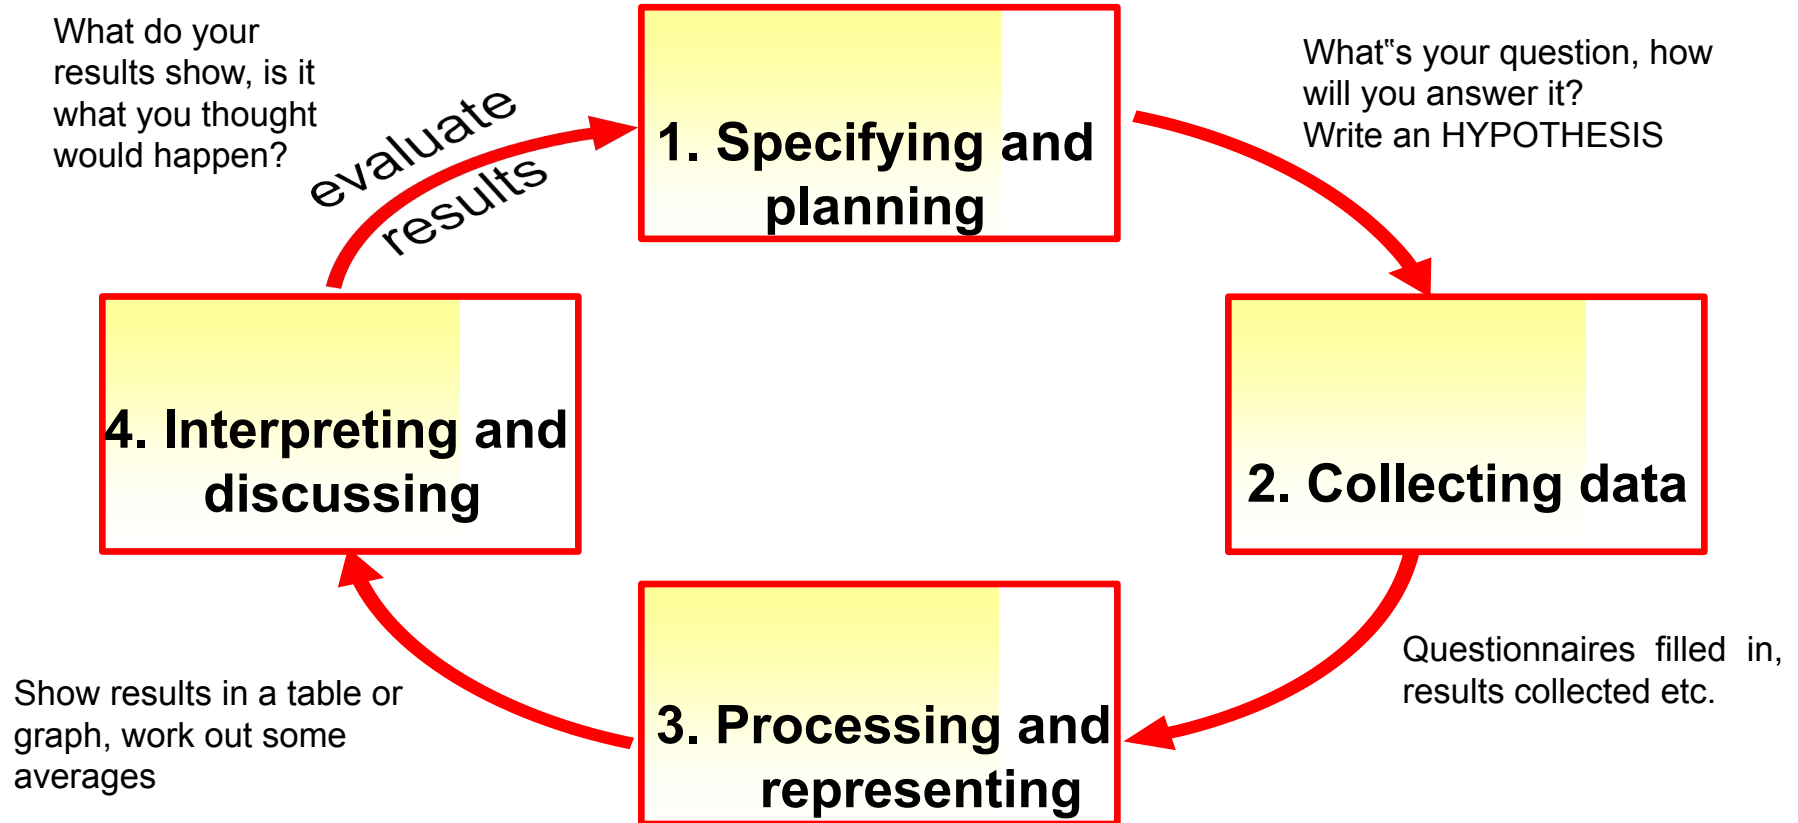 What do your
results show, is it
what you thought
would happen?
evaluate
results
1. Specifying and
planning
What‟s your question, how
will you answer it?
Write an HYPOTHESIS
4. Interpreting and
discussing
2. Collecting data
Questionnaires filled in,
results collected etc.
3. Processing and
representing
Show results in a table or
graph, work out some
averages